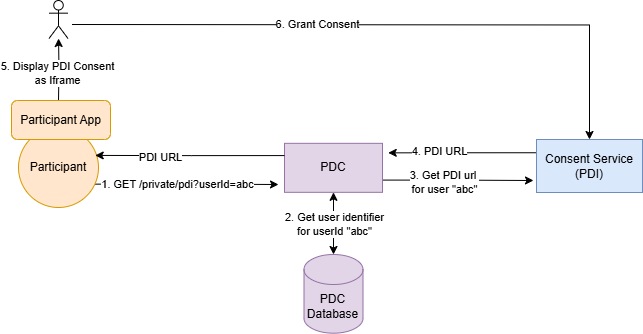 6. Grant Consent
5. Display PDI Consent
as Iframe
Participant App
Participant
PDI URL
1. GET /private/pdi?userId=abc
PDC
4. PDI URL
3. Get PDI url
for user "abc"
Consent Service
(PDI)
2. Get user identifier
for userId "abc"
PDC
Database